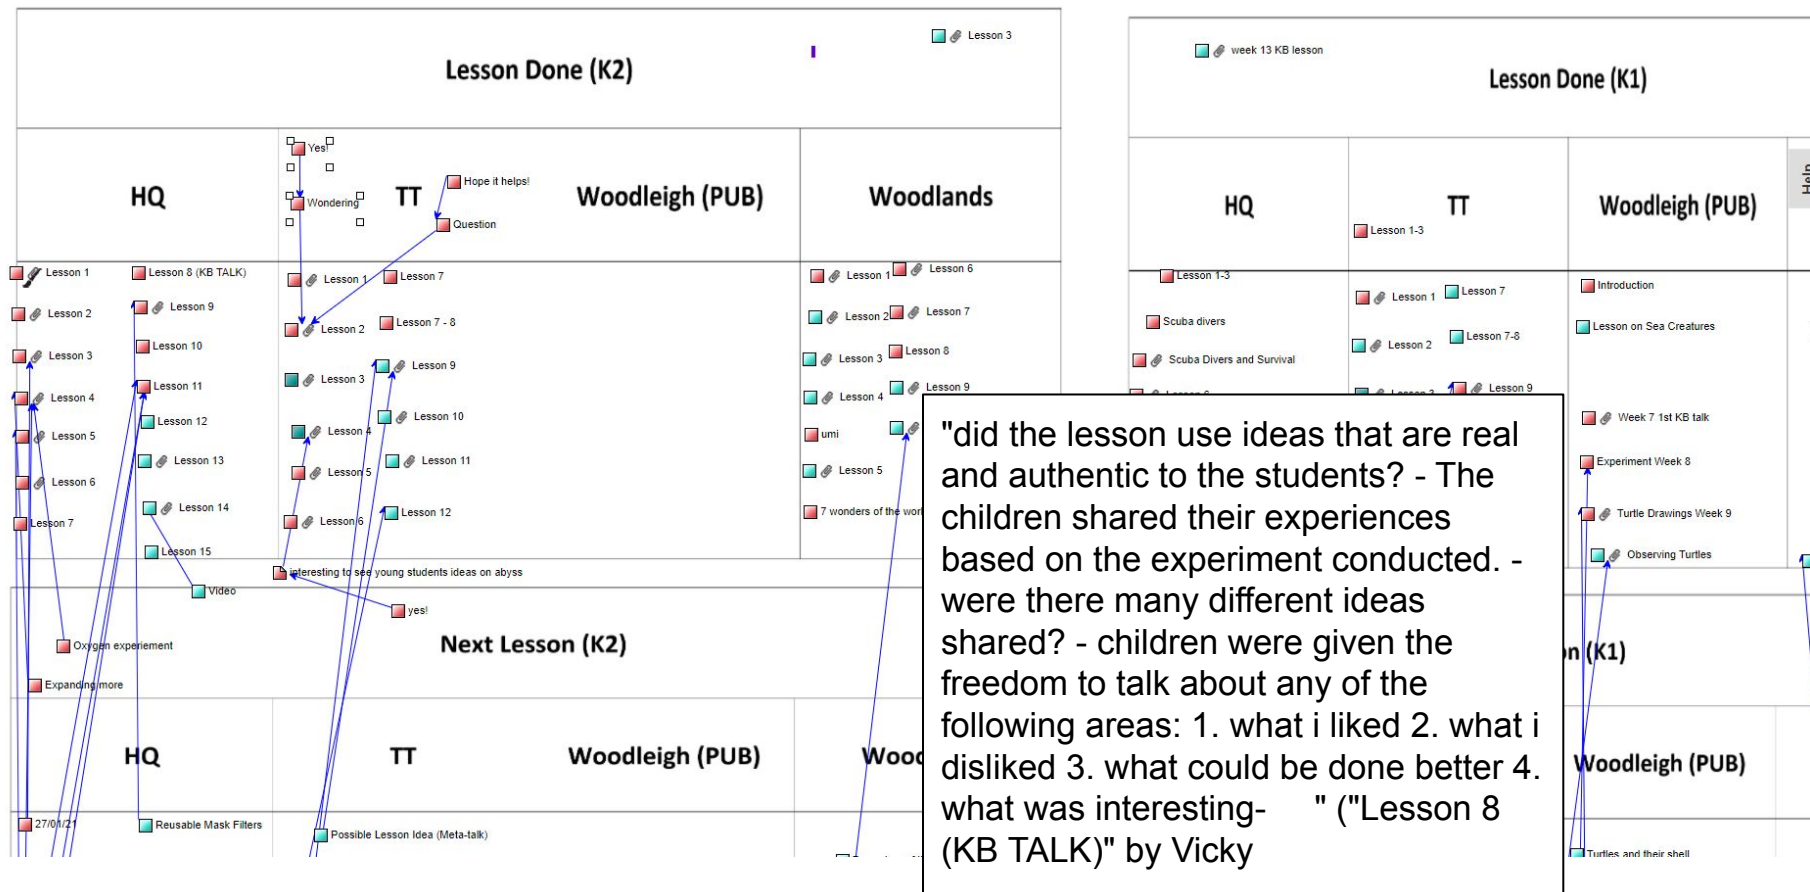 Lesson 3
Lesson Done (K2)
HQ
TT
Woodleigh (PUB)
Woodlands
Yes!
Wondering
Hope it helps!
Question
Lesson 1
Lesson 2
Lesson 3
Lesson 4
Lesson 5
Lesson 6
Lesson 7
Lesson 8 (KB TALK)
Lesson 9
Lesson 10
Lesson 11
Lesson 12
Lesson 13
Lesson 14
Lesson 15
Video
Lesson 1
Lesson 2
Lesson 3
Lesson 4
Lesson 5
Lesson 6
Lesson 7
Lesson 7 - 8
Lesson 9
Lesson 10
Lesson 11
Lesson 12
Lesson 1
Lesson 2
Lesson 3
Lesson 4
umi
Lesson 5
7 wonders of the
Lesson 6
Lesson 7
Lesson 8
Lesson 9
interesting to see young students ideas on abyss
yes!
Oxygen experiement
Expanding more
Next Lesson (K2)
HQ
TT
Woodleigh (PUB)
27/01/21
Reusable Mask Filters
Possible Lesson Idea (Meta-talk)
week 13 KB lesson
Lesson Done (K1)
HQ
TT
Woodleigh (PUB)
Help
Lesson 1-3
Lesson 1-3
Scuba divers
Scuba Divers and Survival
Lesson 1
Lesson 2
Lesson 7
Lesson 7-8
Lesson 9
Introduction
Lesson on Sea Creatures
Week 7 1st KB talk
Experiment Week 8
Turtle Drawings Week 9
Observing Turtles
(K1)
Woodleigh (PUB)
Turtles and their shell
"did the lesson use ideas that are real
and authentic to the students? - The
children shared their experiences
based on the experiment conducted. -
were there many different ideas
shared? - children were given the
freedom to talk about any of the
following areas: 1. what i liked 2. what i
disliked 3. what could be done better 4.
what was interesting- " ("Lesson 8
(KB TALK)" by Vicky